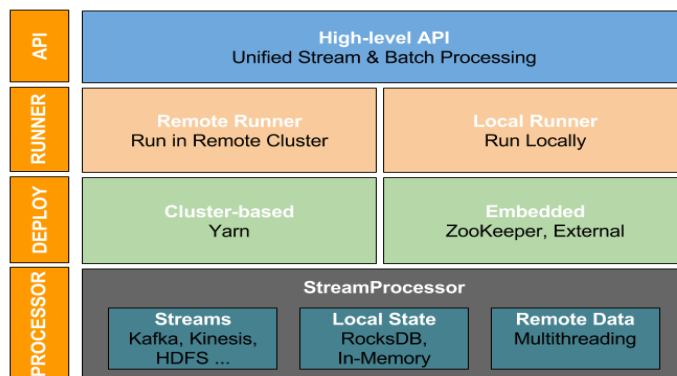 API
High-level API
Unified Stream & Batch Processing
RUNNER
Remote Runner
Run in Remote Cluster
Local Runner
Run Locally
DEPLOY
Cluster-based
Yarn
Embedded
ZooKeeper, External
PROCESSOR
StreamProcessor
Streams
Kafka, Kinesis,
HDFS ...
Local State
RocksDB,
In-Memory
Remote Data
Multithreading